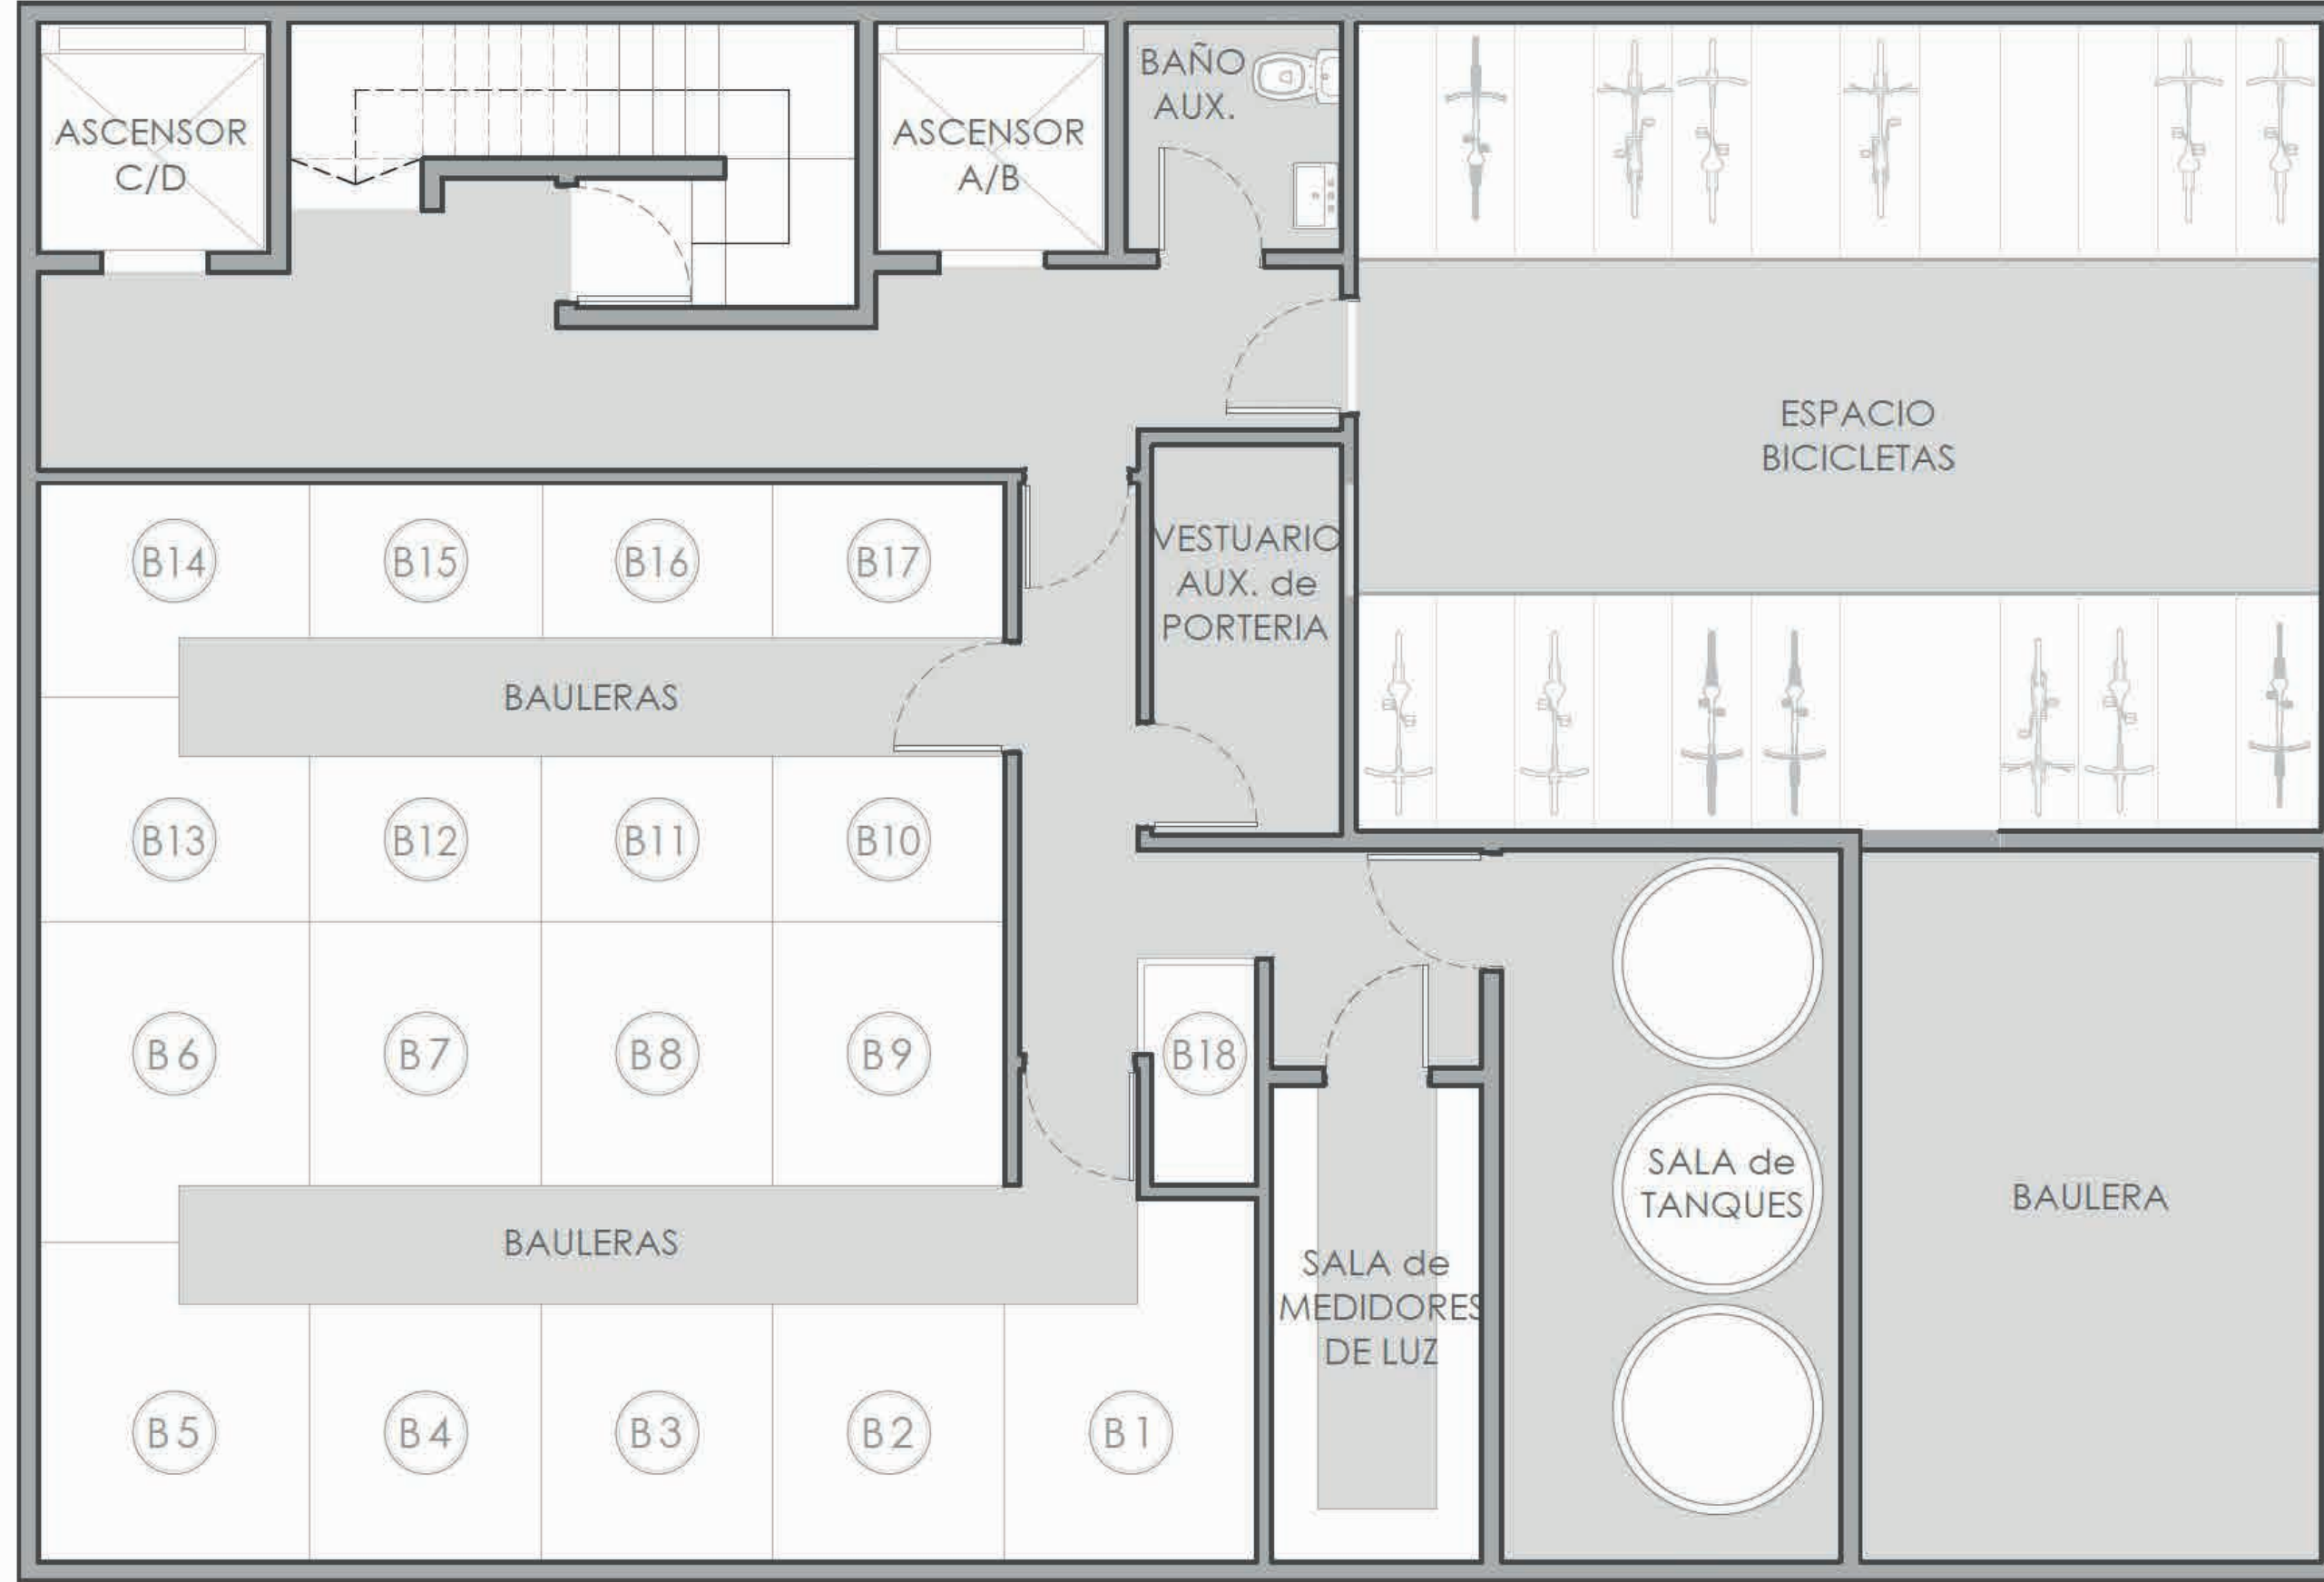 ASCENSOR
C/D
ASCENSOR
A/B
BAÑO
AUX.
ESPACIO
BICICLETAS
B14
B15
B16
B17
VESTUARIO
AUX. de
PORTERIA
BAULERAS
B13
B12
B11
B10
B6
B7
B8
B9
B18
BAULERAS
SALA de
MEDIDORES
DE LUZ
SALA de
TANQUES
BAULERA
B5
B4
B3
B2
B1